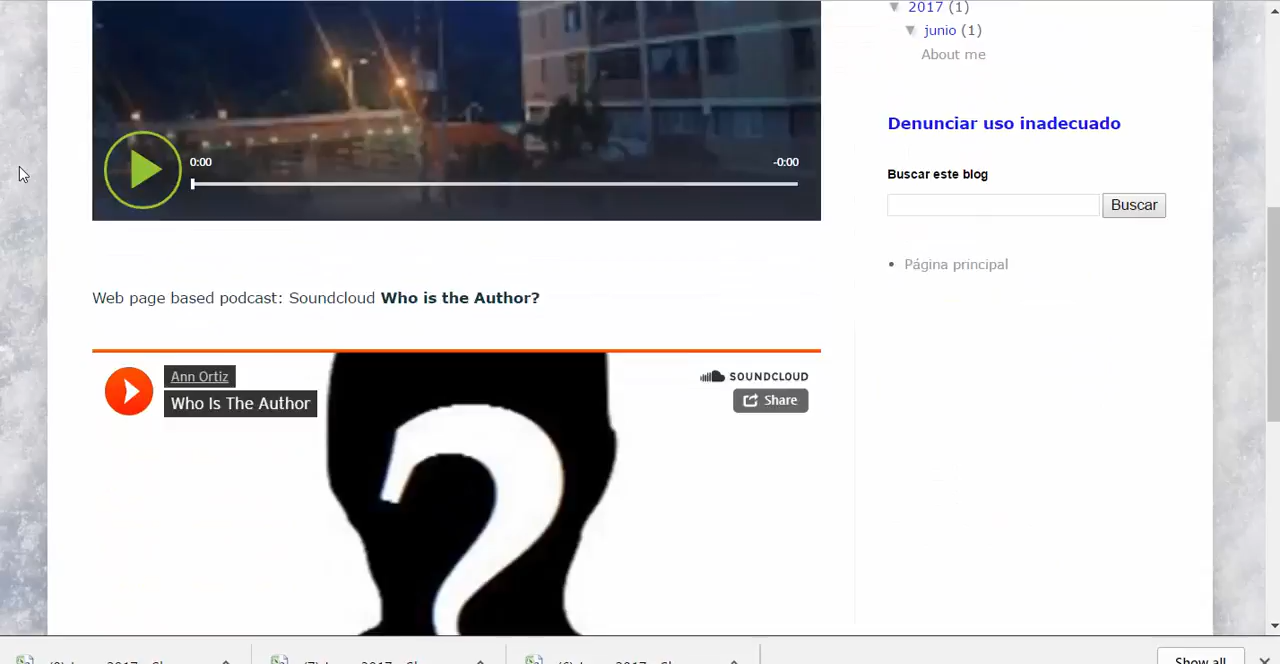 2017 (1)
junio (1)
About me
Denunciar uso inadecuado
0:00
-0:00
Buscar este blog
Buscar
Página principal
Web page based podcast: Soundcloud Who is the Author?
Ann Ortiz
SOUNDCLOUD
Share
Who Is The Author
?
Show all